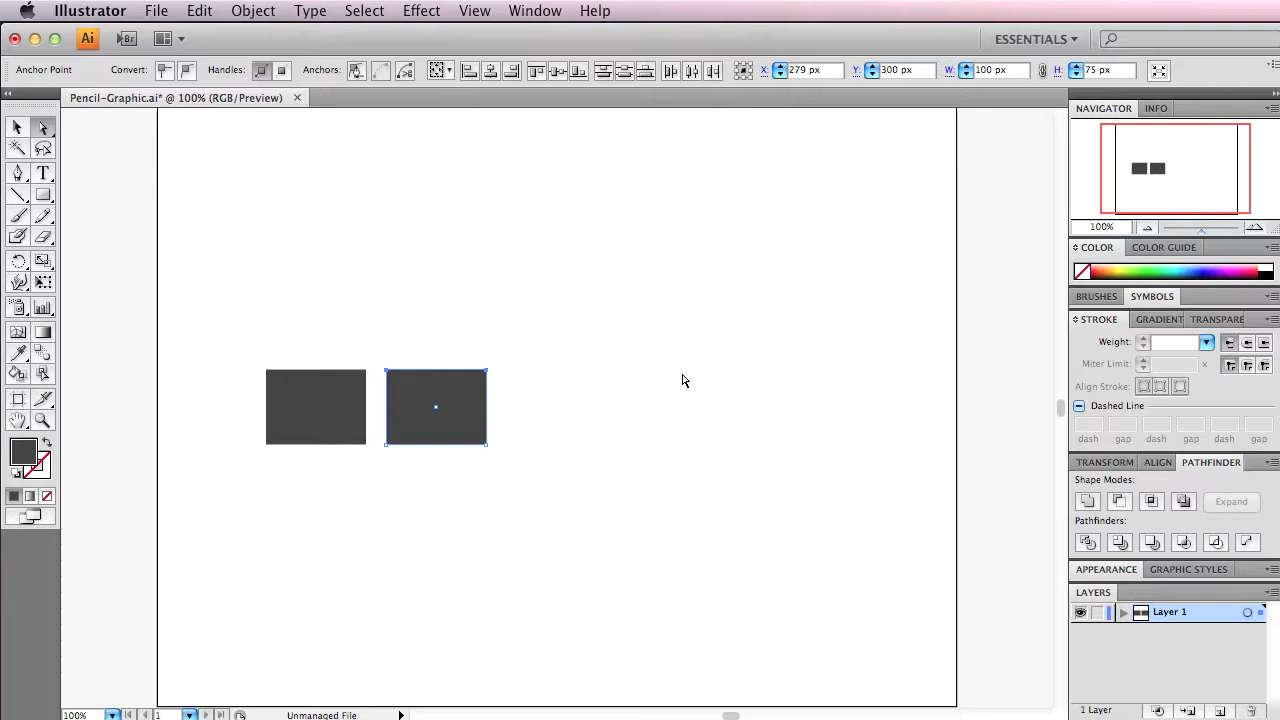 Illustrator File Edit Object Type Select Effect View Window Help
Ai Br ESSENTIALS
Anchor Point Convert: Handles: Anchors: X: 279 px Y: 300 px W: 100 px H: 75 px
Pencil-Graphic.ai* @ 100% (RGB/Preview)
NAVIGATOR INFO
T
100%
COLOR COLOR GUIDE
BRUSHES SYMBOLS
STROKE GRADIENT TRANSPARE
Weight:
Miter Limit: x
Align Stroke:
Dashed Line
dash gap dash gap dash gap
TRANSFORM ALIGN PATHFINDER
Shape Modes:
Expand
Pathfinders:
APPEARANCE GRAPHIC STYLES
LAYERS
Layer 1
1 Layer
100% 1 Unmanaged File